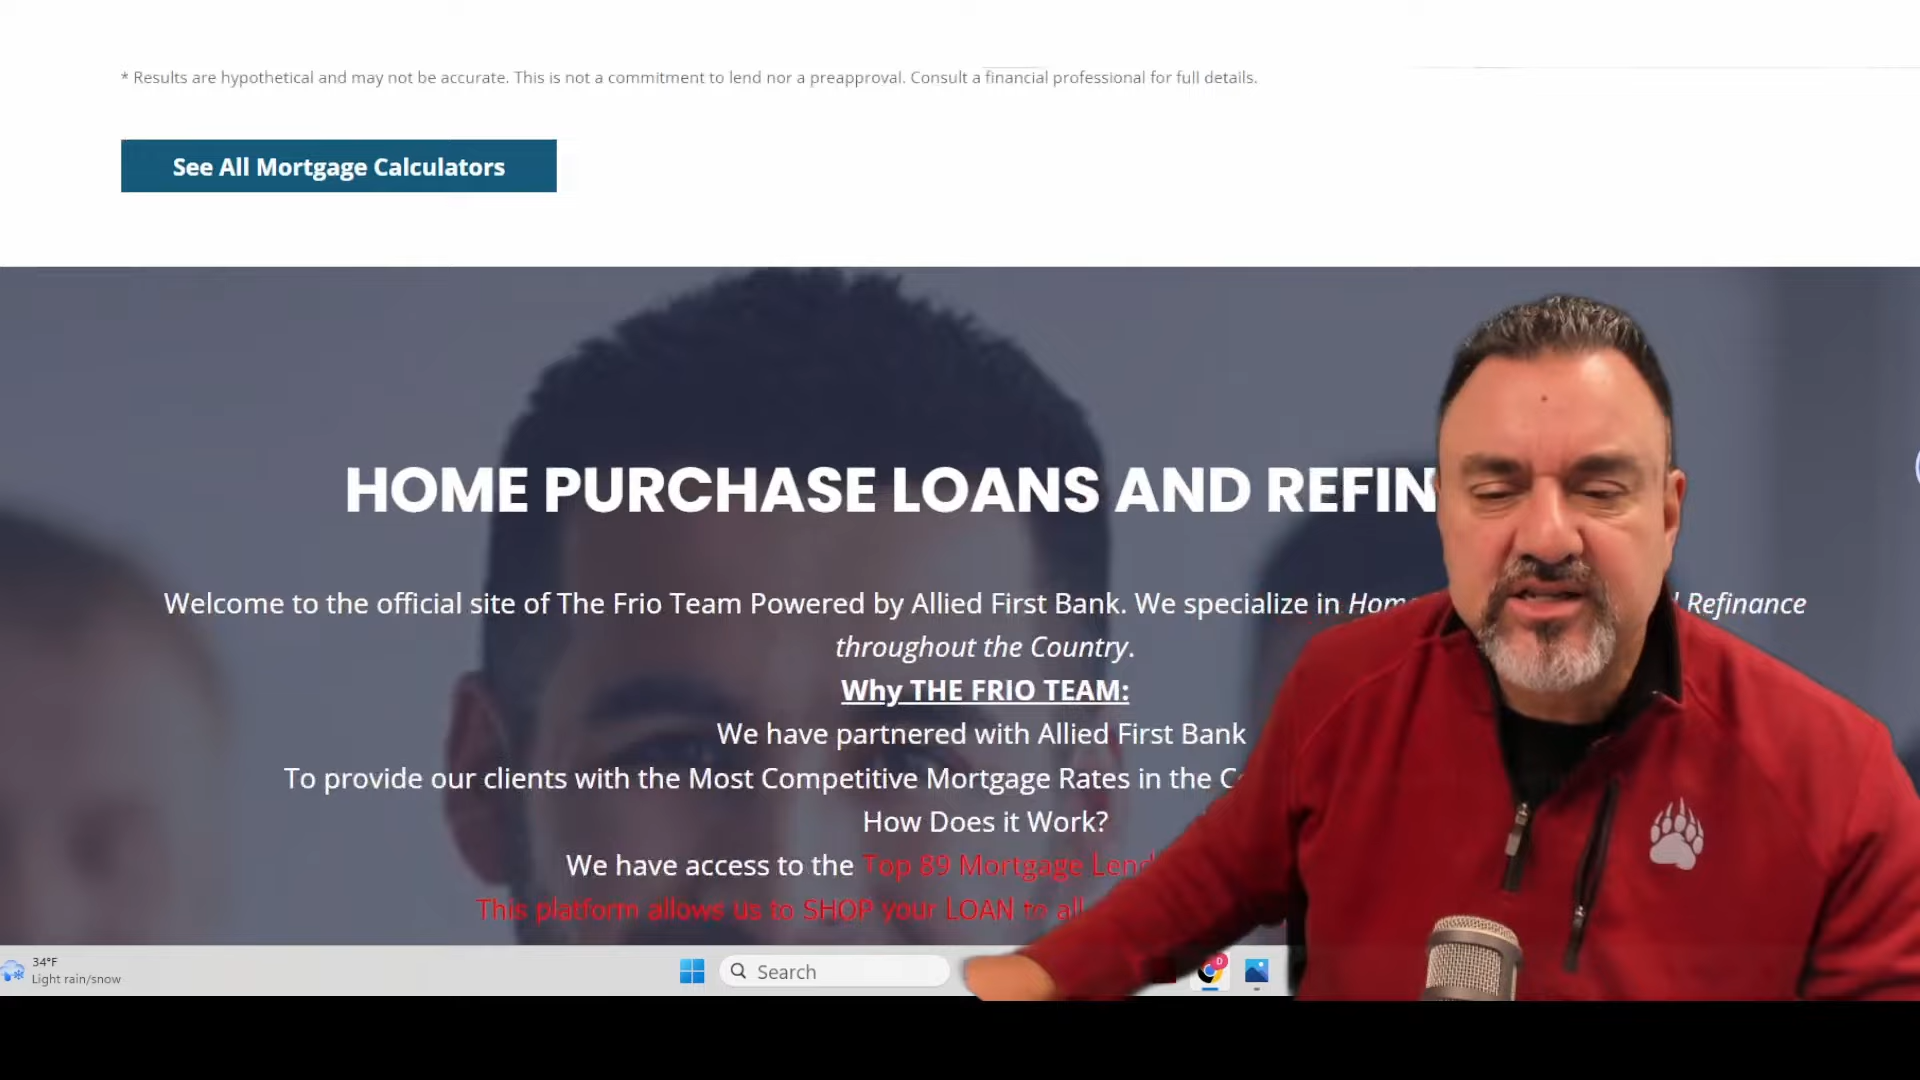 * Results are hypothetical and may not be accurate. This is not a commitment to lend nor a preapproval. Consult a financial professional for full details.
See All Mortgage Calculators
HOME PURCHASE LOANS AND REFIN
Welcome to the official site of The Frio Team Powered by Allied First Bank. We specialize in Hom Refinance
throughout the Country.
Why THE FRIO TEAM:
We have partnered with Allied First Bank
To provide our clients with the Most Competitive Mortgage Rates in the C
How Does it Work?
We have access to the Top 89 Mortgage Lend
This platform allows us to SHOP your LOAN to all
34°F
Light rain/snow
Search
D